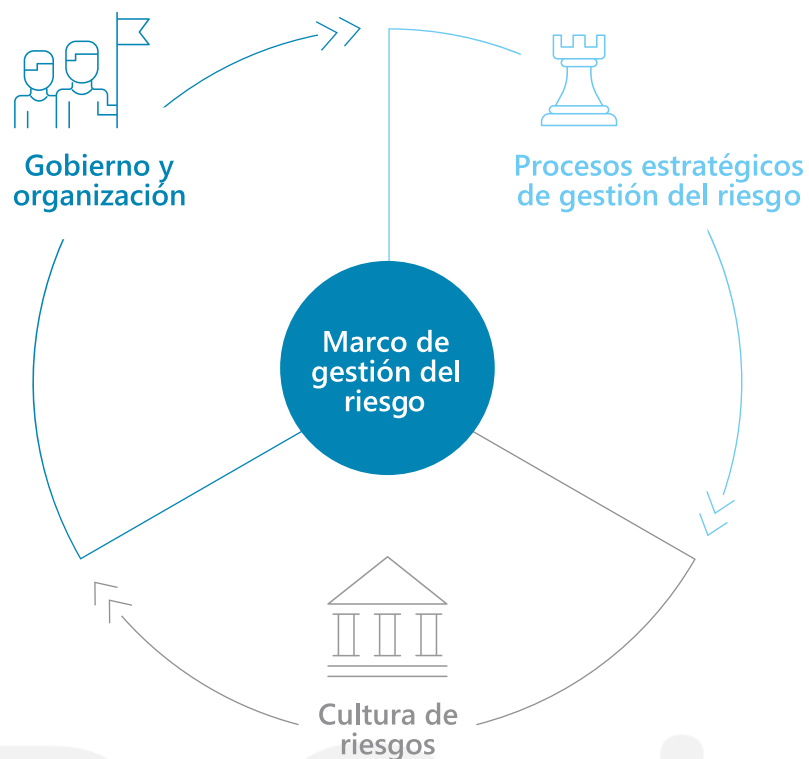 Gobierno y
organización
Procesos estratégicos
de gestión del riesgo
Marco de
gestión del
riesgo
Cultura de
riesgos